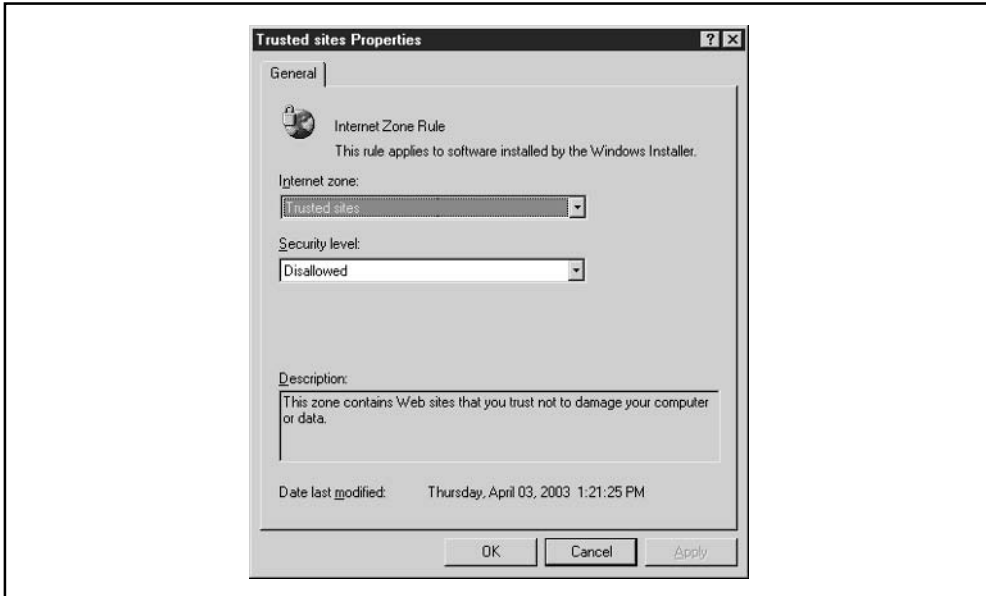 Trusted sites Properties
General
Internet Zone Rule
This rule applies to software installed by the Windows Installer.
Internet zone:
Trusted sites
Security level:
Disallowed
Description:
This zone contains Web sites that you trust not to damage your computer
or data.
Date last modified: Thursday, April 03, 2003 1:21:25 PM
OK Cancel Apply